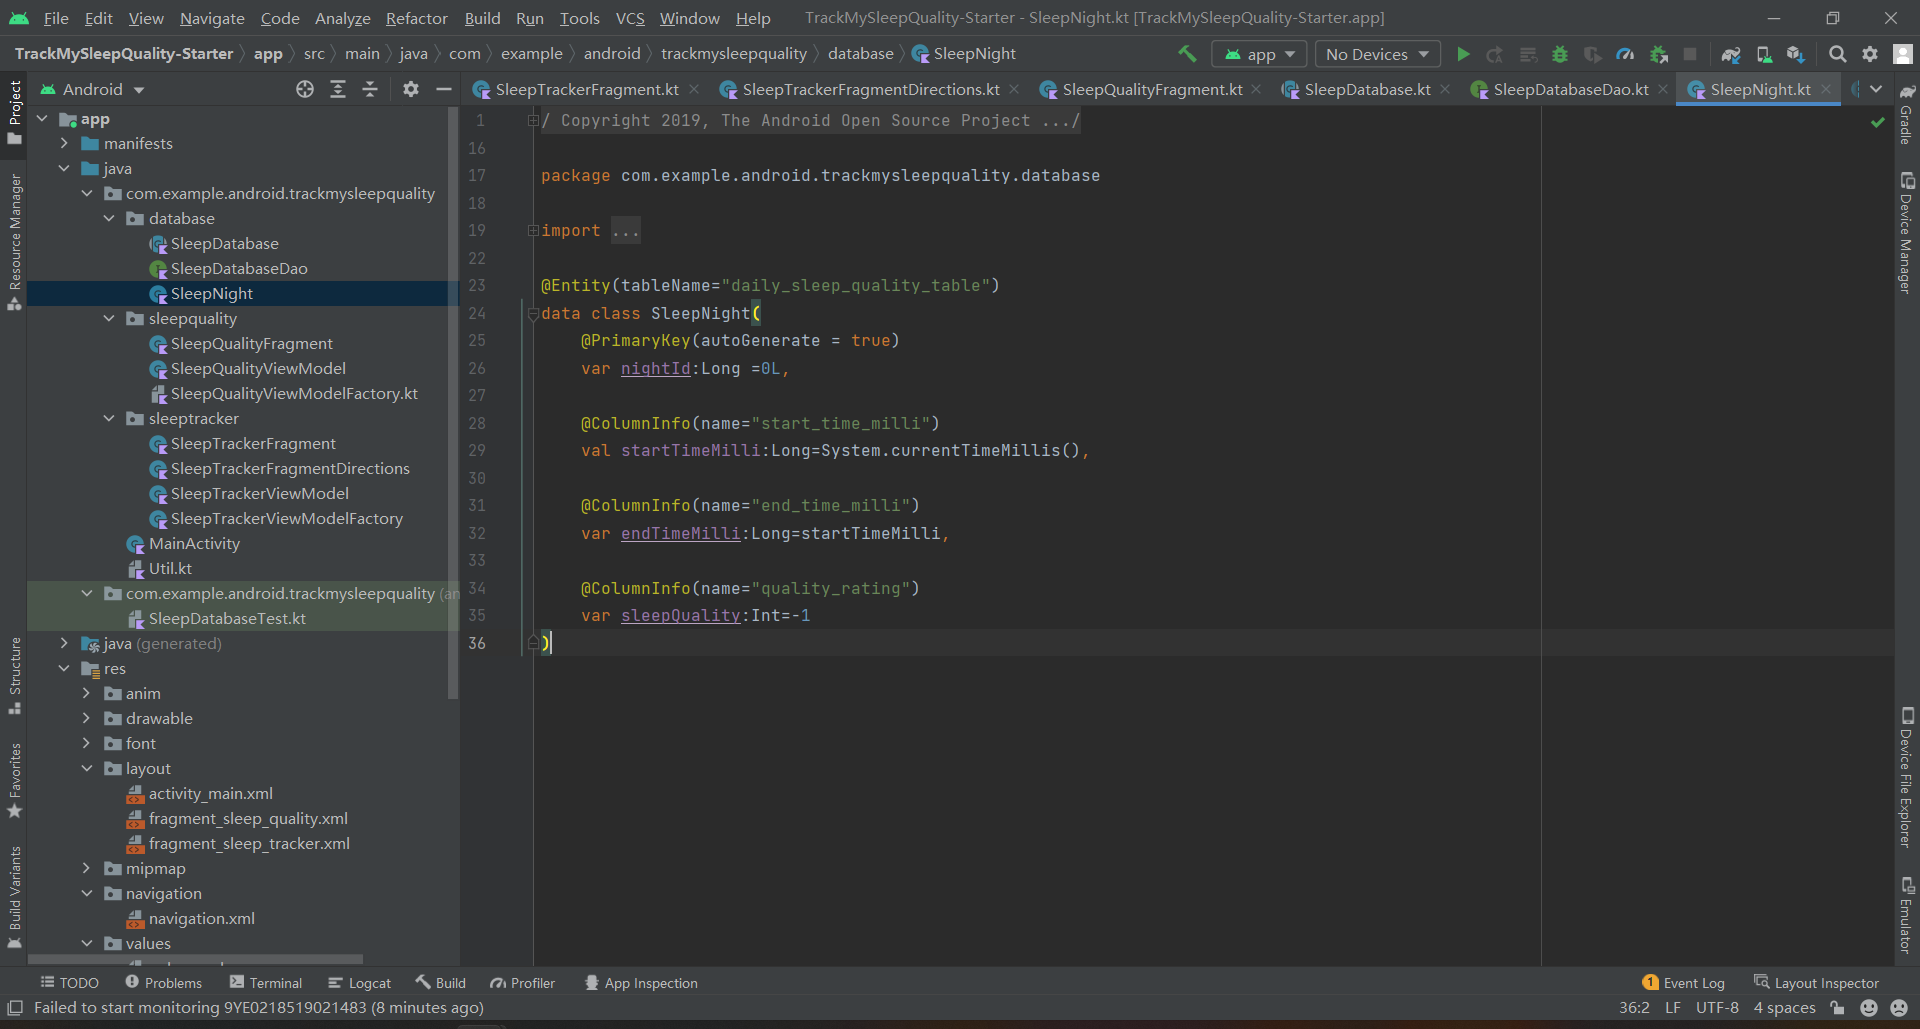 File Edit View Navigate Code Analyze Refactor Build Run Tools VCS Window Help TrackMySleepQuality-Starter - SleepNight.kt [TrackMySleepQuality-Starter.app]
TrackMySleepQuality-Starter app src main java com example android trackmysleepquality database SleepNight app No Devices
Android
SleepTrackerFragment.kt SleepTrackerFragmentDirections.kt SleepQualityFragment.kt SleepDatabase.kt SleepDatabaseDao.kt SleepNight.kt
Project
Resource Manager
Structure
Favorites
Build Variants
app
manifests
java
com.example.android.trackmysleepquality
database
SleepDatabase
SleepDatabaseDao
SleepNight
sleepquality
SleepQualityFragment
SleepQualityViewModel
SleepQualityViewModelFactory.kt
sleeptracker
SleepTrackerFragment
SleepTrackerFragmentDirections
SleepTrackerViewModel
SleepTrackerViewModelFactory
MainActivity
Util.kt
com.example.android.trackmysleepquality (an
SleepDatabaseTest.kt
java (generated)
res
anim
drawable
font
layout
activity_main.xml
fragment_sleep_quality.xml
fragment_sleep_tracker.xml
mipmap
navigation
navigation.xml
values
1 / Copyright 2019, The Android Open Source Project .../
16
17 package com.example.android.trackmysleepquality.database
18
19 import ...
22
23 @Entity(tableName="daily_sleep_quality_table")
24 data class SleepNight(
25 @PrimaryKey(autoGenerate = true)
26 var nightId:Long =0L,
27
28 @ColumnInfo(name="start_time_milli")
29 val startTimeMilli:Long=System.currentTimeMillis(),
30
31 @ColumnInfo(name="end_time_milli")
32 var endTimeMilli:Long=startTimeMilli,
33
34 @ColumnInfo(name="quality_rating")
35 var sleepQuality:Int=-1
36 )
Gradle
Device Manager
Device File Explorer
Emulator
TODO Problems Terminal Logcat Build Profiler App Inspection 1 Event Log Layout Inspector
Failed to start monitoring 9YE0218519021483 (8 minutes ago) 36:2 LF UTF-8 4 spaces